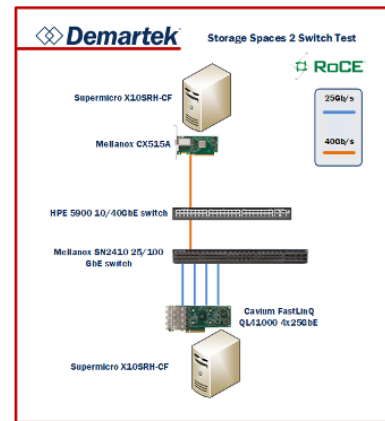 Demartek
Storage Spaces 2 Switch Test
RoCE
Supermicro X10SRH-CF
25Gb/s
40Gb/s
Mellanox CX515A
HPE 5900 10/40GbE switch
Mellanox SN2410 25/100
GbE switch
Cavium FastLinQ
QL41000 4x25GbE
Supermicro X10SRH-CF